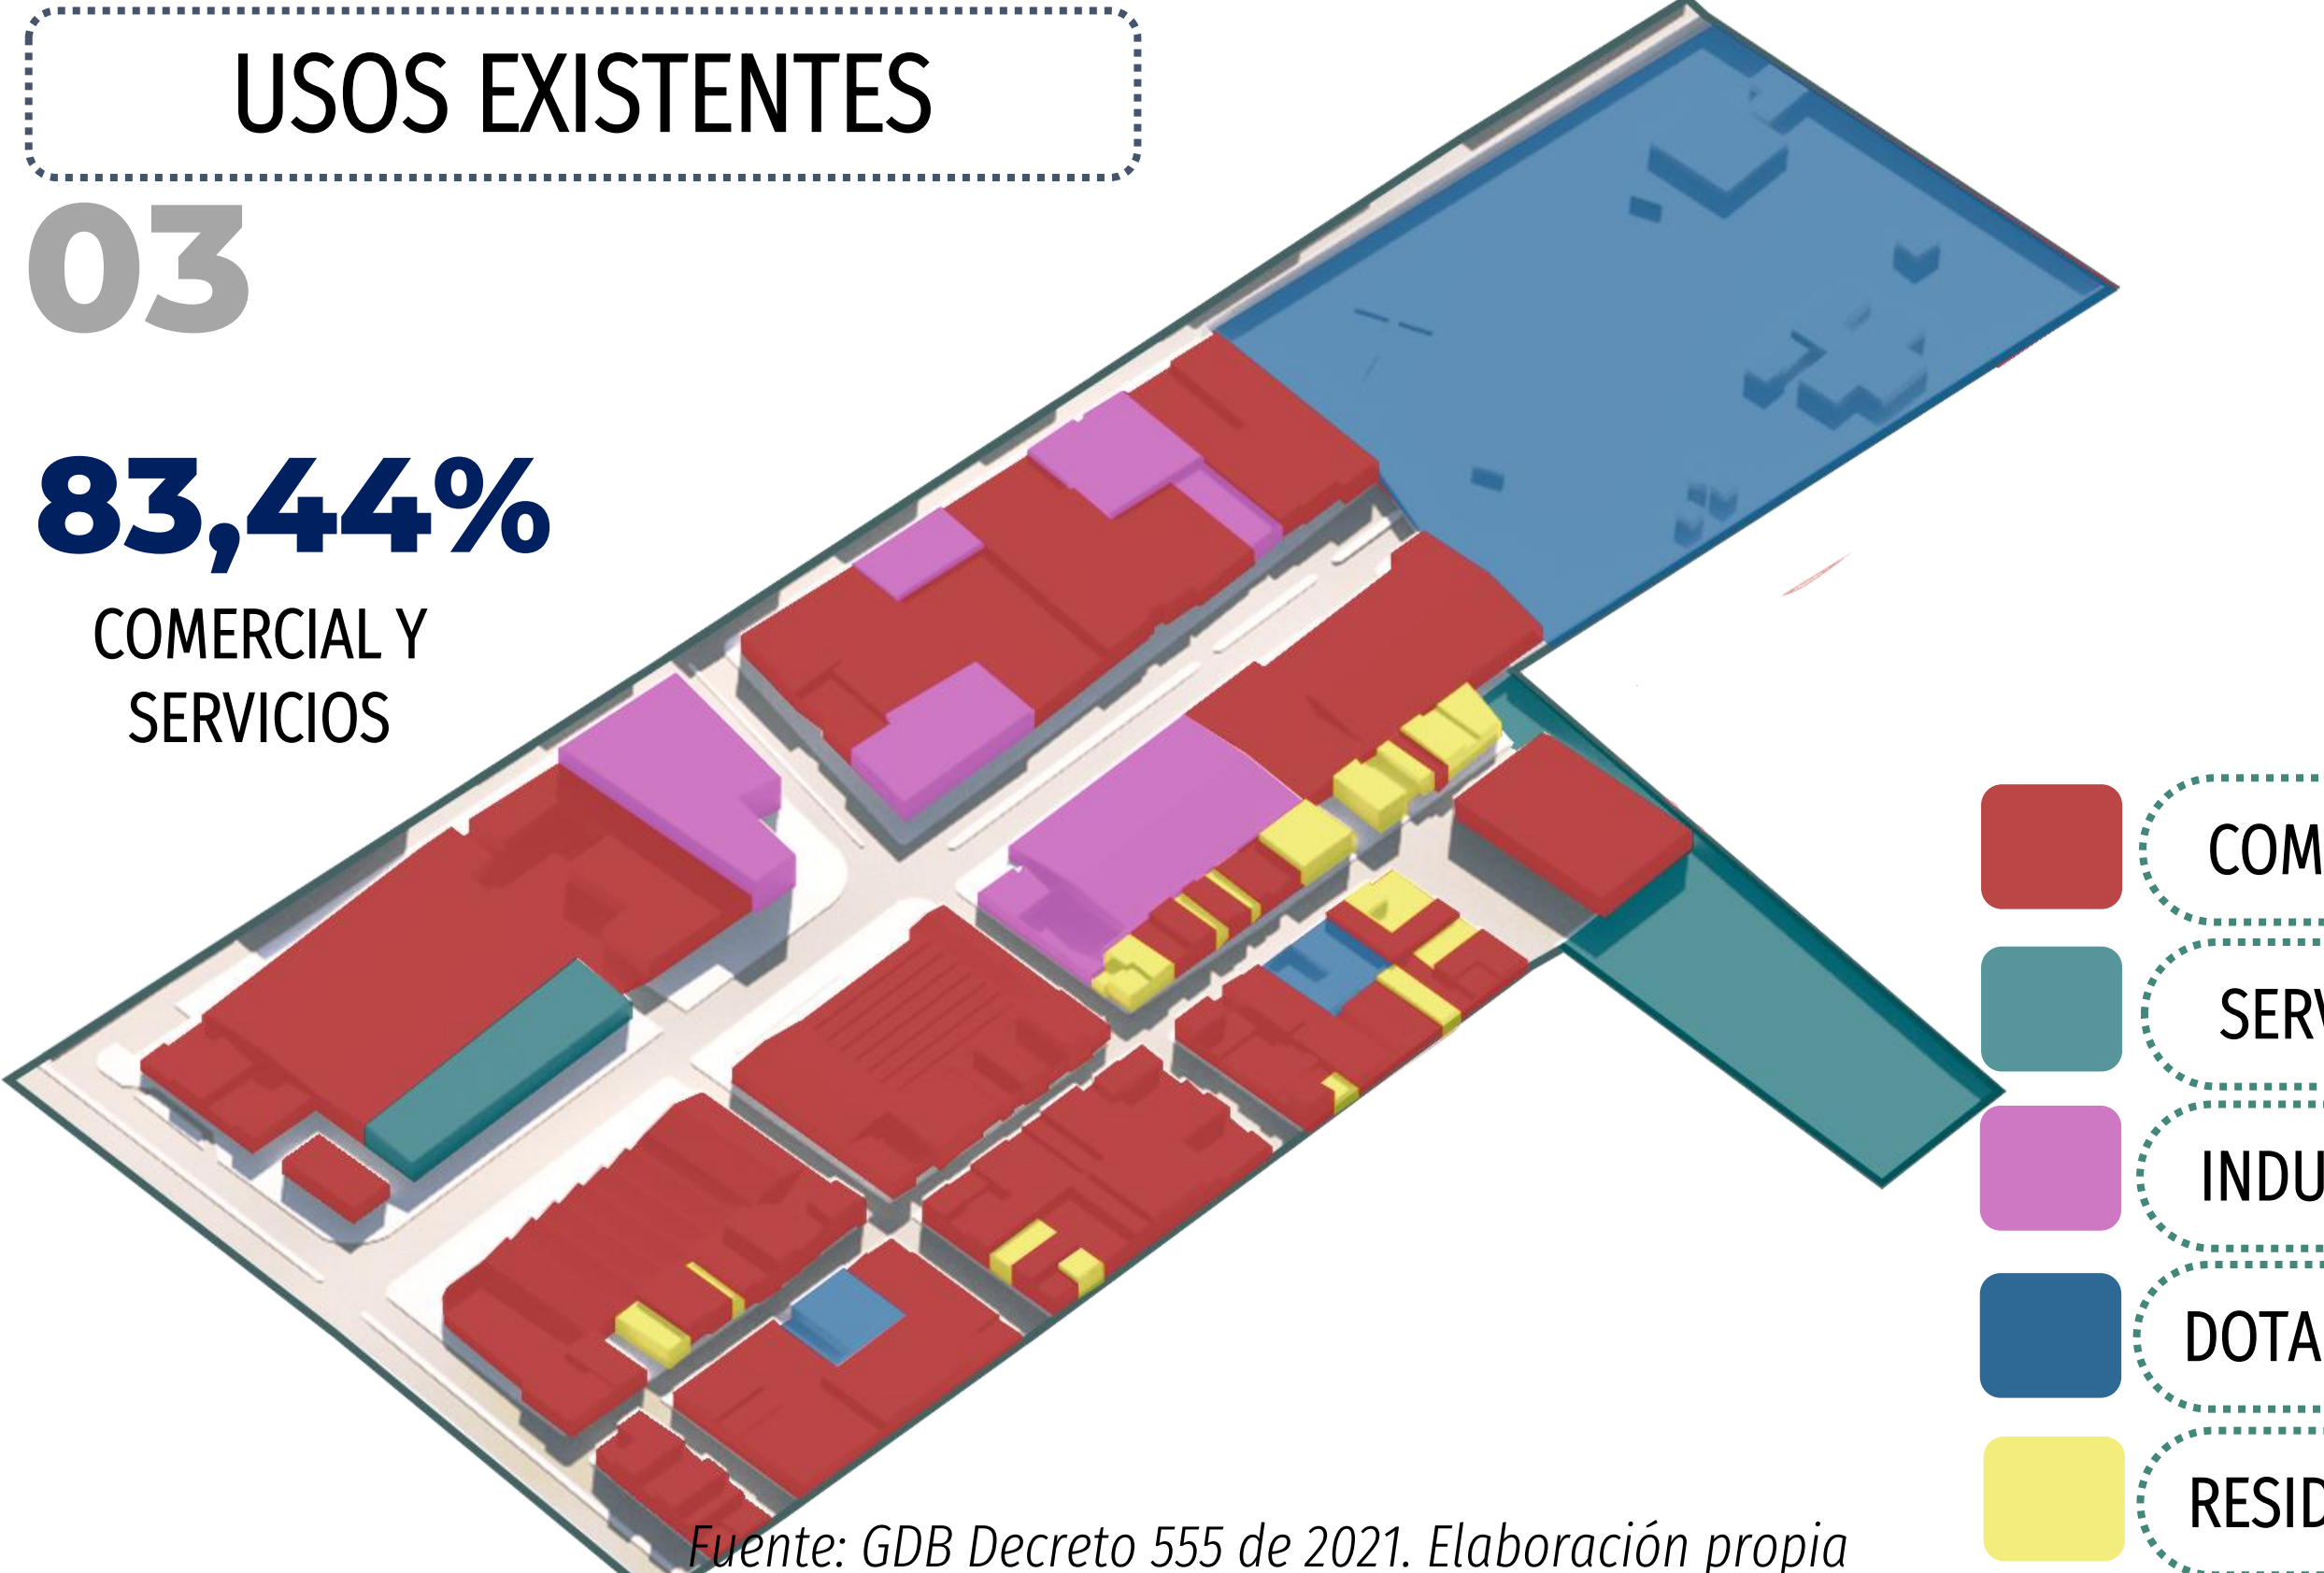 USOS EXISTENTES
03
83,44%
COMERCIAL Y
SERVICIOS
COM
SERV
INDU
DOTA
RESID
Fuente: GDB Decreto 555 de 2021. Elaboración propia